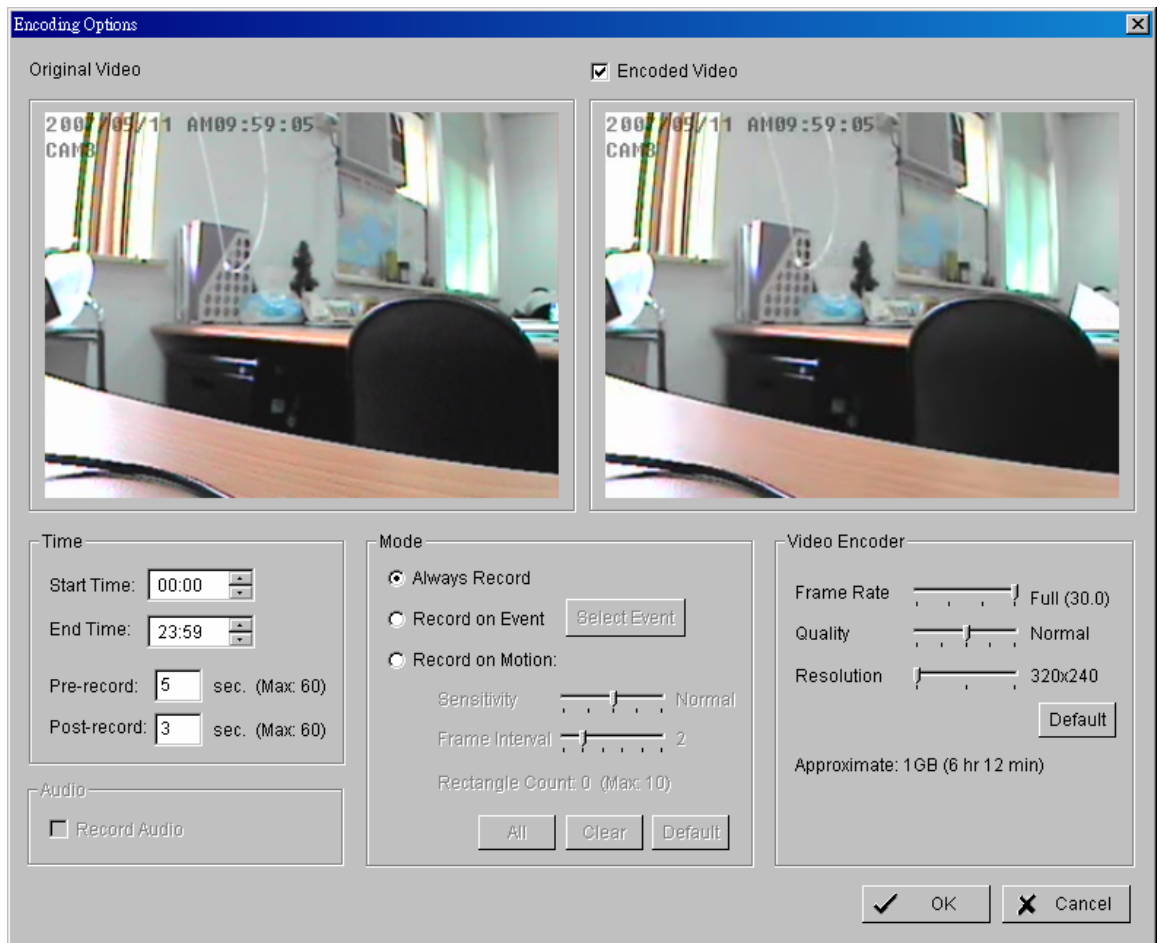 Encoding Options
Original Video
Encoded Video
2007/05/11 AM09:59:05
CAM3
2007/05/11 AM09:59:05
CAM3
Time
Start Time: 00:00
End Time: 23:59
Pre-record: 5 sec. (Max: 60)
Post-record: 3 sec. (Max: 60)
Audio
Record Audio
Mode
Always Record
Record on Event Select Event
Record on Motion:
Sensitivity Normal
Frame Interval 2
Rectangle Count: 0 (Max: 10)
All Clear Default
Video Encoder
Frame Rate Full (30.0)
Quality Normal
Resolution 320x240
Default
Approximate: 1GB (6 hr 12 min)
OK Cancel